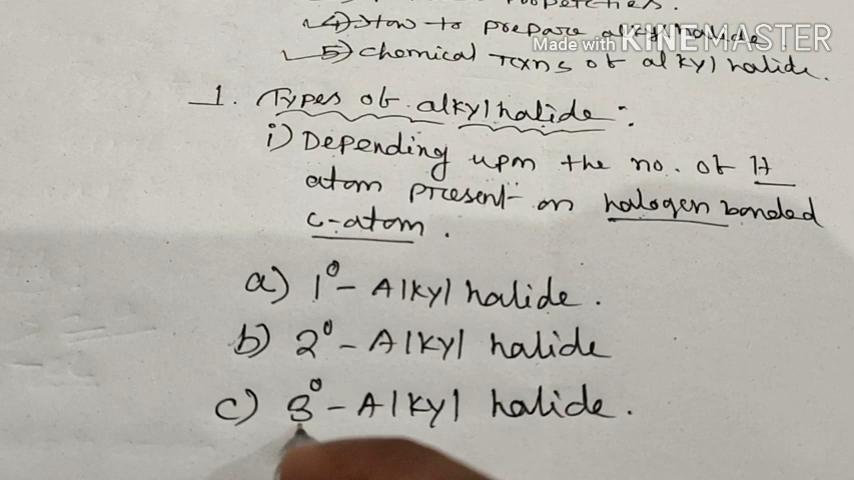 4) How to prepare alkyl halide
Made with KINEMASTER
5) chemical rxns of alkyl halide.
1. Types of alkyl halide :-
i) Depending upon the no. of H
atom present on halogen bonded
C-atom.
a) 1° - Alkyl halide.
b) 2° - Alkyl halide
c) 3° - Alkyl halide.